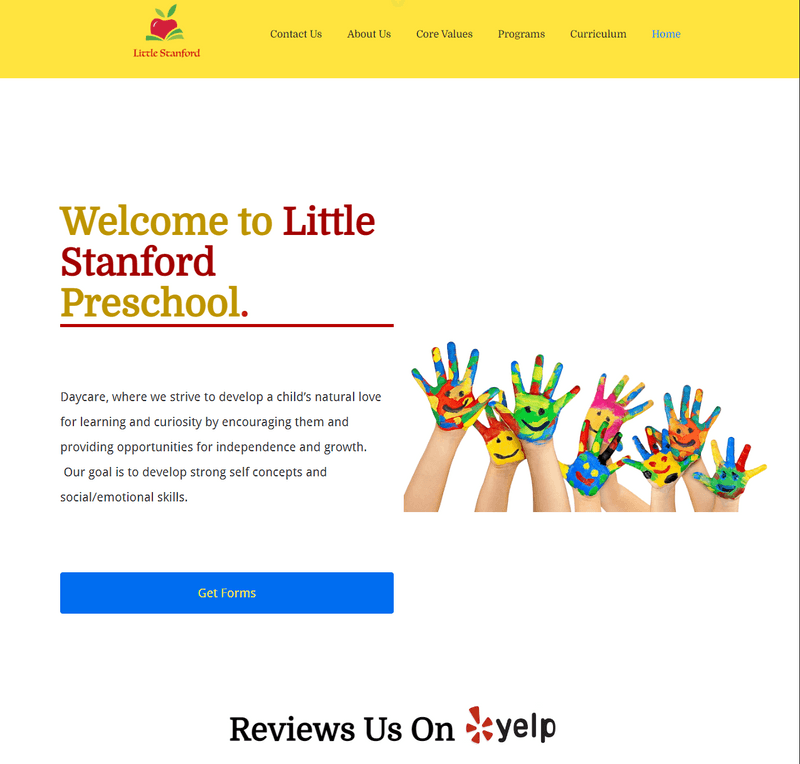 Little Stanford
Contact Us
About Us
Core Values
Programs
Curriculum
Home
Welcome to Little
Stanford
Preschool.
Daycare, where we strive to develop a child’s natural love
for learning and curiosity by encouraging them and
providing opportunities for independence and growth.
Our goal is to develop strong self concepts and
social/emotional skills.
Get Forms
Reviews Us On yelp